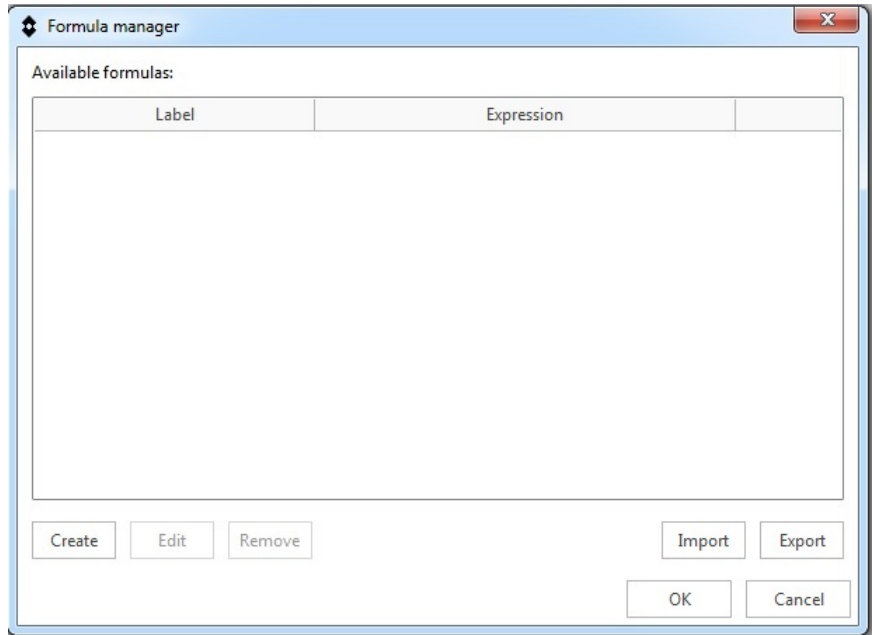 Formula manager
Available formulas:
Label Expression
Create Edit Remove Import Export
OK Cancel